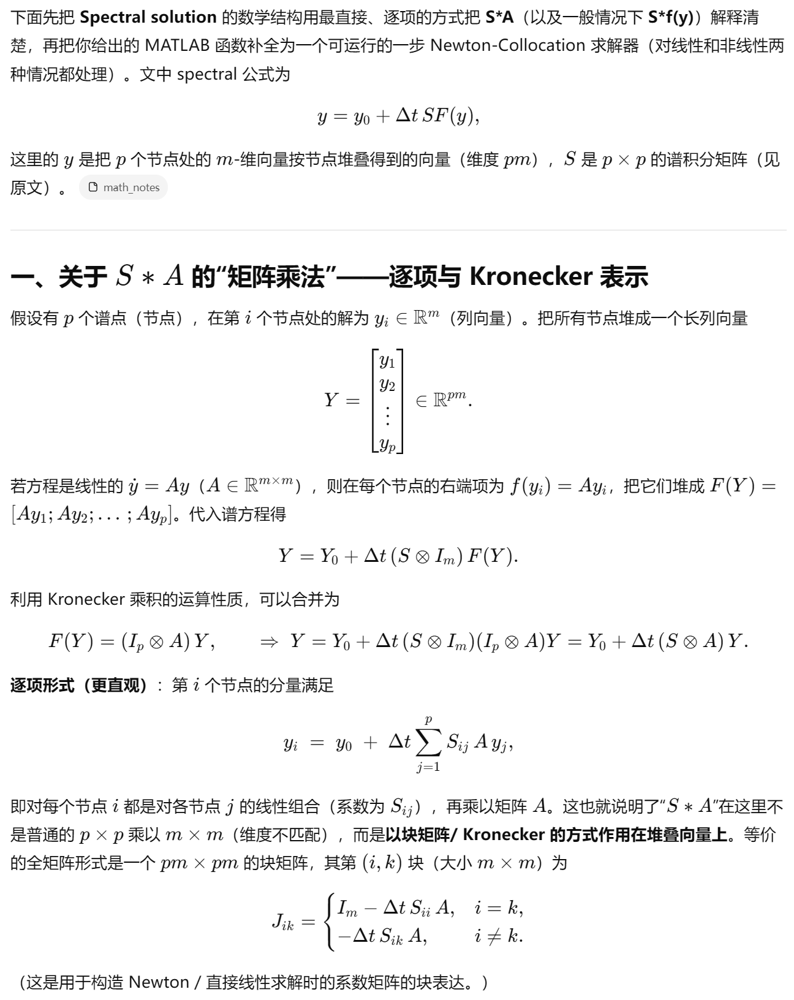 下面先把 Spectral solution 的数学结构用最直接、逐项的方式把 S*A（以及一般情况下 S*f(y)）解释清
楚，再把你给出的 MATLAB 函数补全为一个可运行的一步 Newton-Collocation 求解器（对线性和非线性两
种情况都处理）。文中 spectral 公式为
$y = y_0 + \Delta t\, SF(y),$
这里的 $y$ 是把 $p$ 个节点处的 $m$-维向量按节点堆叠得到的向量（维度 $pm$），$S$ 是 $p \times p$ 的谱积分矩阵（见
原文）。 math_notes
一、关于 $S * A$ 的“矩阵乘法”——逐项与 Kronecker 表示
假设有 $p$ 个谱点（节点），在第 $i$ 个节点处的解为 $y_i \in \mathbb{R}^m$（列向量）。把所有节点堆成一个长列向量
$Y = \begin{bmatrix} y_1 \\ y_2 \\ \vdots \\ y_p \end{bmatrix} \in \mathbb{R}^{pm}.$
若方程是线性的 $\dot{y} = Ay$（$A \in \mathbb{R}^{m \times m}$），则在每个节点的右端项为 $f(y_i) = Ay_i$，把它们堆成 $F(Y) =$
$[Ay_1; Ay_2; \ldots; Ay_p]$。代入谱方程得
$Y = Y_0 + \Delta t\,(S \otimes I_m)\, F(Y).$
利用 Kronecker 乘积的运算性质，可以合并为
$F(Y) = (I_p \otimes A)\, Y, \qquad \Rightarrow\ Y = Y_0 + \Delta t\,(S \otimes I_m)(I_p \otimes A)Y = Y_0 + \Delta t\,(S \otimes A)\, Y.$
逐项形式（更直观）：第 $i$ 个节点的分量满足
$y_i \;=\; y_0 \;+\; \Delta t \sum_{j=1}^{p} S_{ij}\, A\, y_j,$
即对每个节点 $i$ 都是对各节点 $j$ 的线性组合（系数为 $S_{ij}$），再乘以矩阵 $A$。这也就说明了“$S * A$”在这里不
是普通的 $p \times p$ 乘以 $m \times m$（维度不匹配），而是以块矩阵/ Kronecker 的方式作用在堆叠向量上。等价
的全矩阵形式是一个 $pm \times pm$ 的块矩阵，其第 $(i, k)$ 块（大小 $m \times m$）为
$J_{ik} = \begin{cases} I_m - \Delta t\, S_{ii}\, A, & i = k, \\ -\Delta t\, S_{ik}\, A, & i \neq k. \end{cases}$
（这是用于构造 Newton / 直接线性求解时的系数矩阵的块表达。）